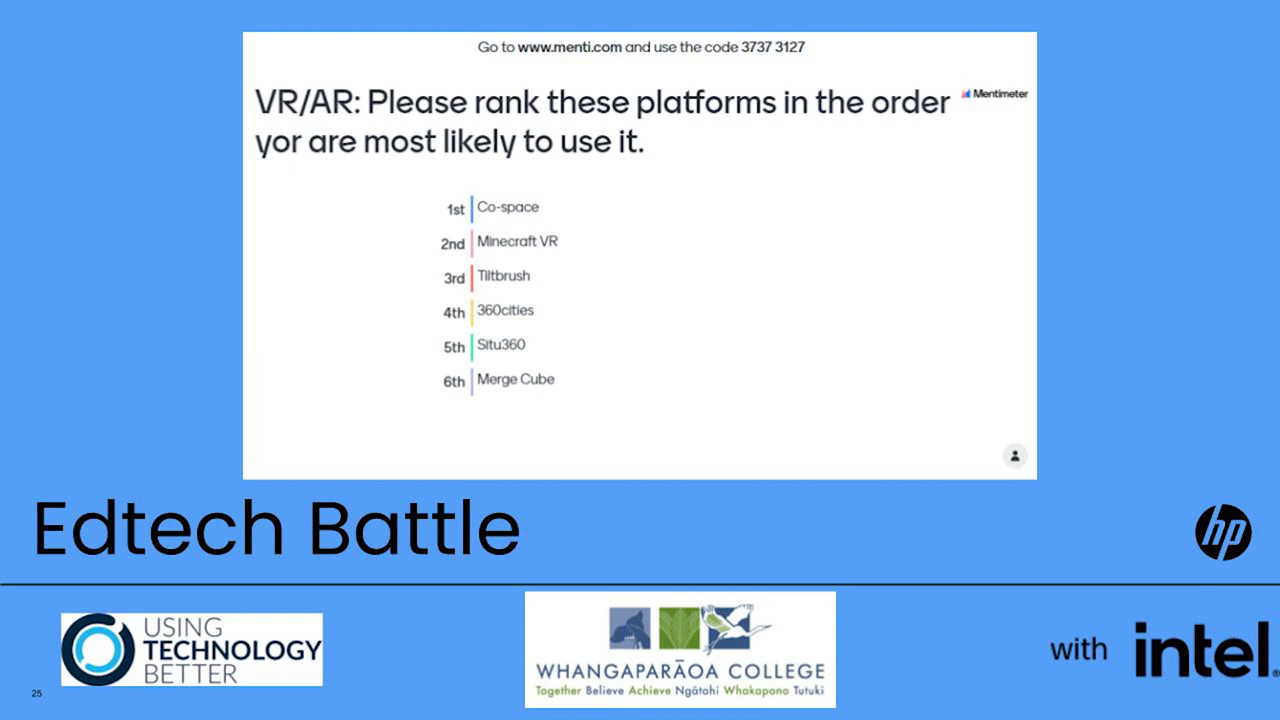 Go to www.menti.com and use the code 3737 3127
VR/AR: Please rank these platforms in the order
yor are most likely to use it.
Mentimeter
1st Co-space
2nd Minecraft VR
3rd Tiltbrush
4th 360cities
5th Situ360
6th Merge Cube
Edtech Battle
hp
USING
TECHNOLOGY
BETTER
WHANGAPARĀOA COLLEGE
Together Believe Achieve Ngātahi Whakapono Tutuki
with intel®
25